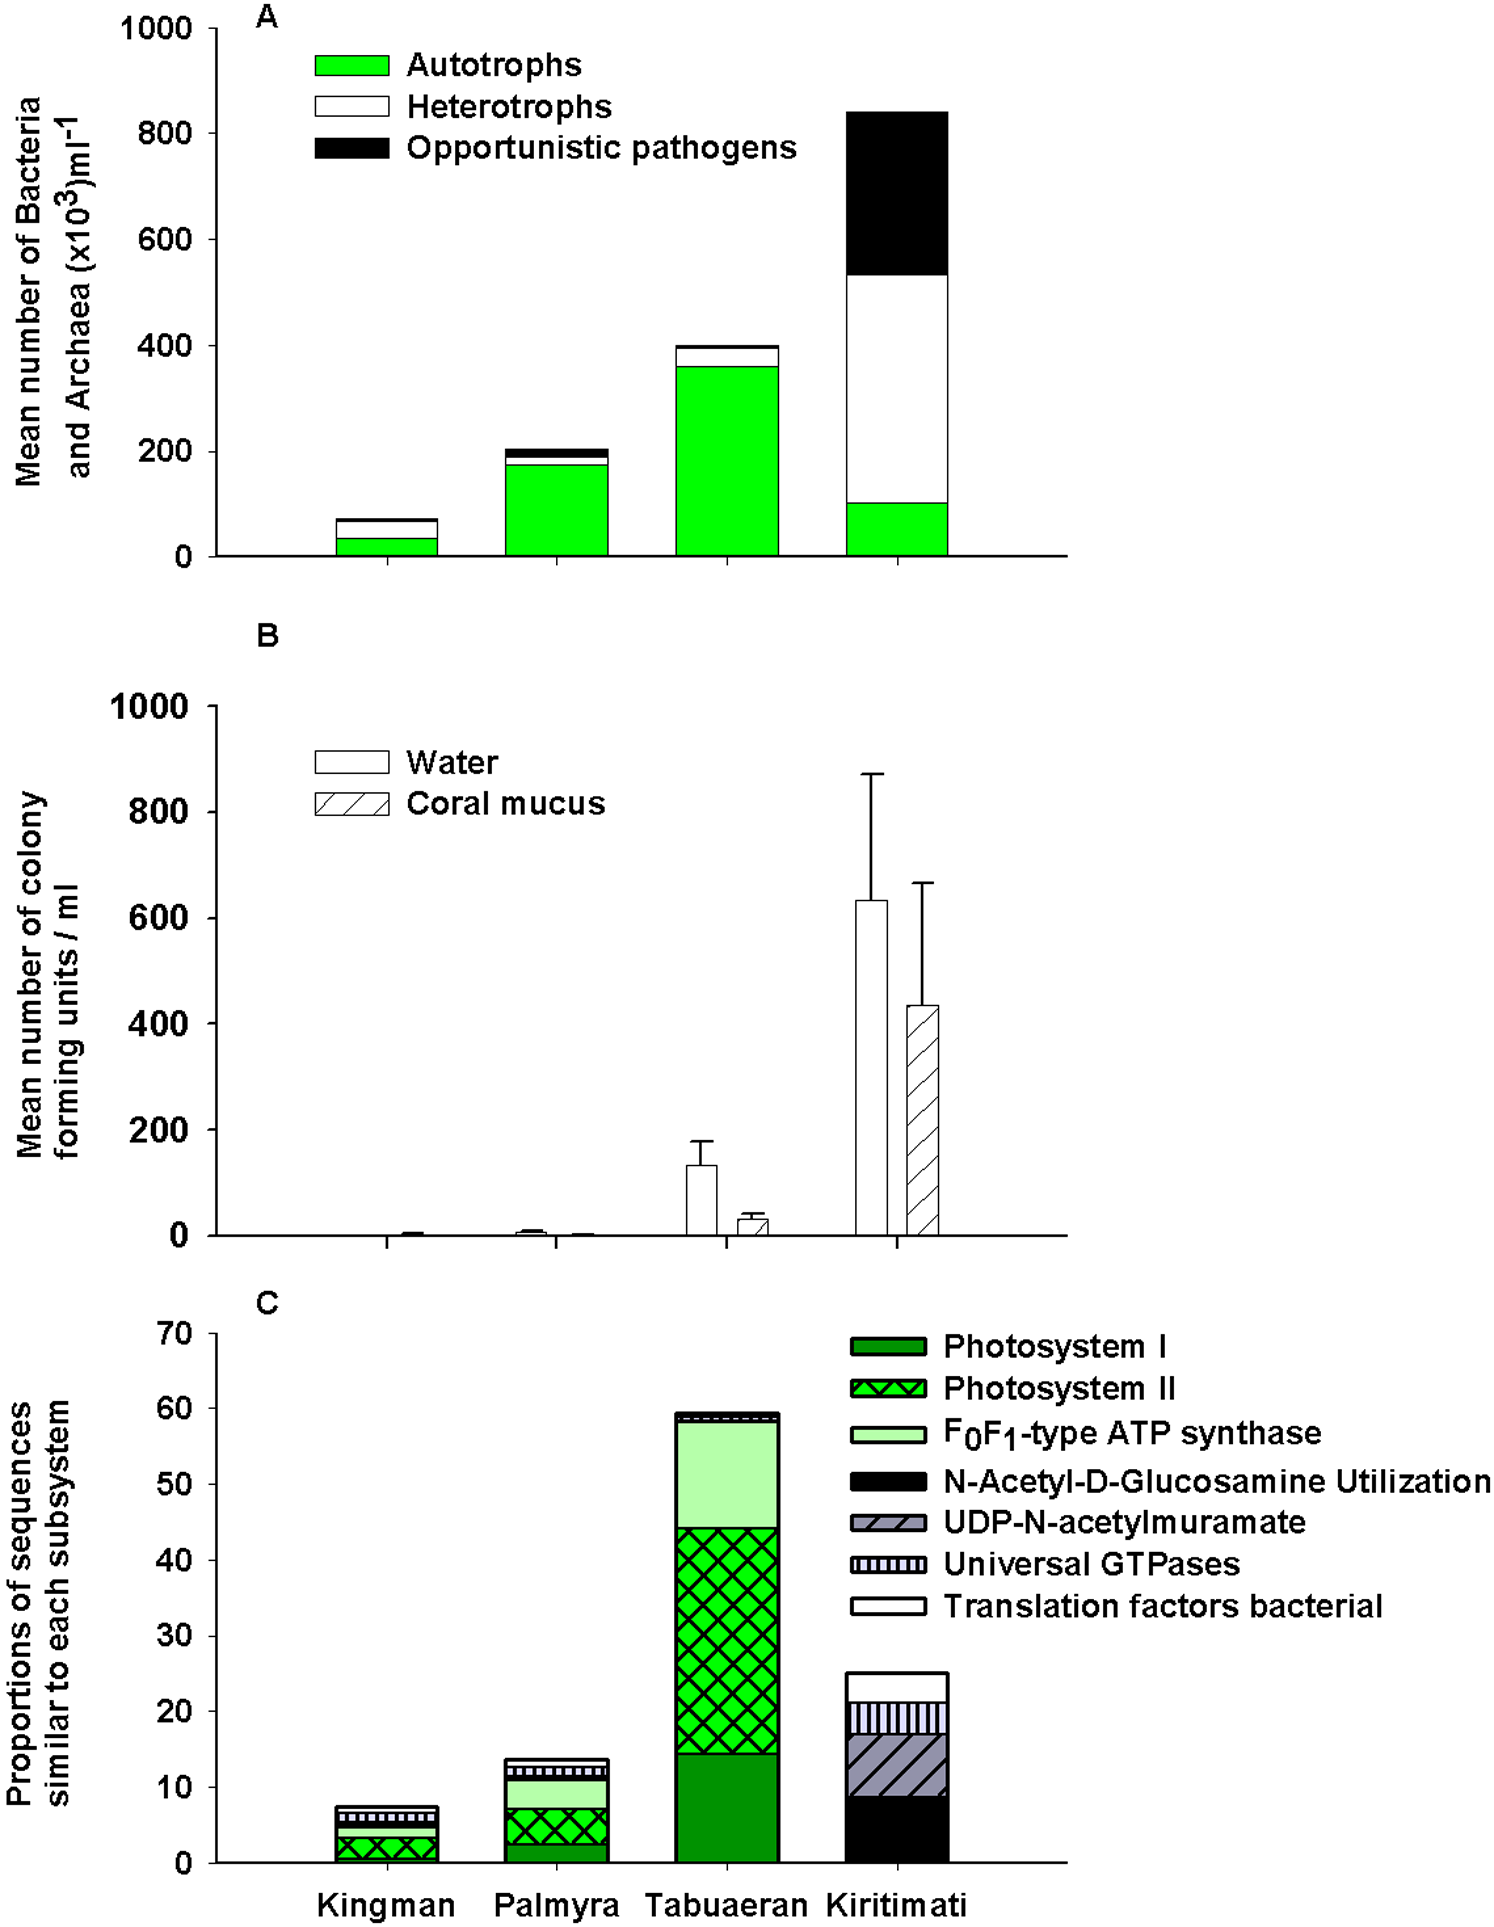 A
1000
800
600
400
200
0
Mean number of Bacteria
and Archaea (x10³)ml⁻¹
Autotrophs
Heterotrophs
Opportunistic pathogens
B
1000
800
600
400
200
0
Mean number of colony
forming units / ml
Water
Coral mucus
C
70
60
50
40
30
20
10
0
Proportions of sequences
similar to each subsystem
Photosystem I
Photosystem II
F₀F₁-type ATP synthase
N-Acetyl-D-Glucosamine Utilization
UDP-N-acetylmuramate
Universal GTPases
Translation factors bacterial
Kingman Palmyra Tabuaeran Kiritimati